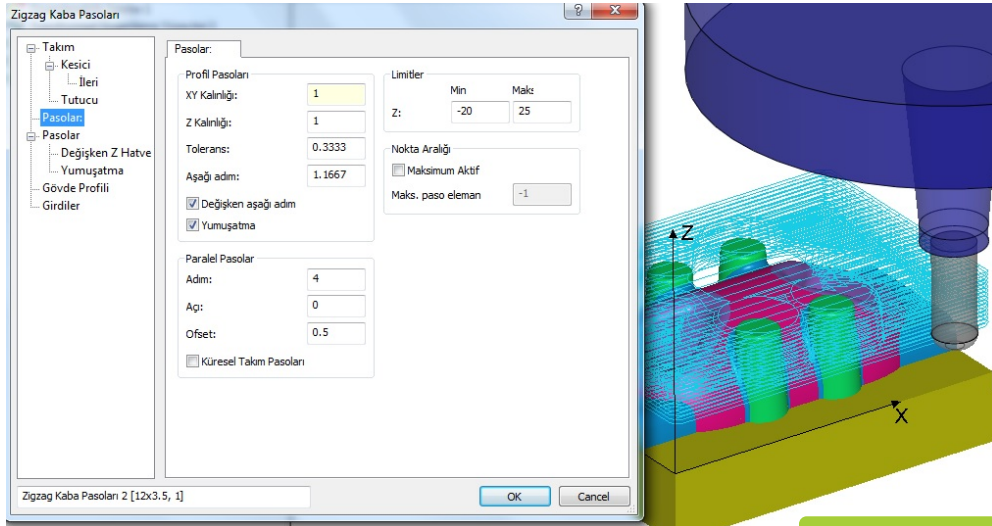 Zigzag Kaba Pasoları
Takım
Kesici
İleri
Tutucu
Pasolar:
Pasolar
Değişken Z Hatve
Yumuşatma
Gövde Profili
Girdiler
Pasolar:
Profil Pasoları
XY Kalınlığı: 1
Z Kalınlığı: 1
Tolerans: 0.3333
Aşağı adım: 1.1667
Değişken aşağı adım
Yumuşatma
Paralel Pasolar
Adım: 4
Açı: 0
Ofset: 0.5
Küresel Takım Pasoları
Limitler
Min Maks
Z: -20 25
Nokta Aralığı
Maksimum Aktif
Maks. paso eleman -1
Zigzag Kaba Pasoları 2 [12x3.5, 1]
OK Cancel
Z
X